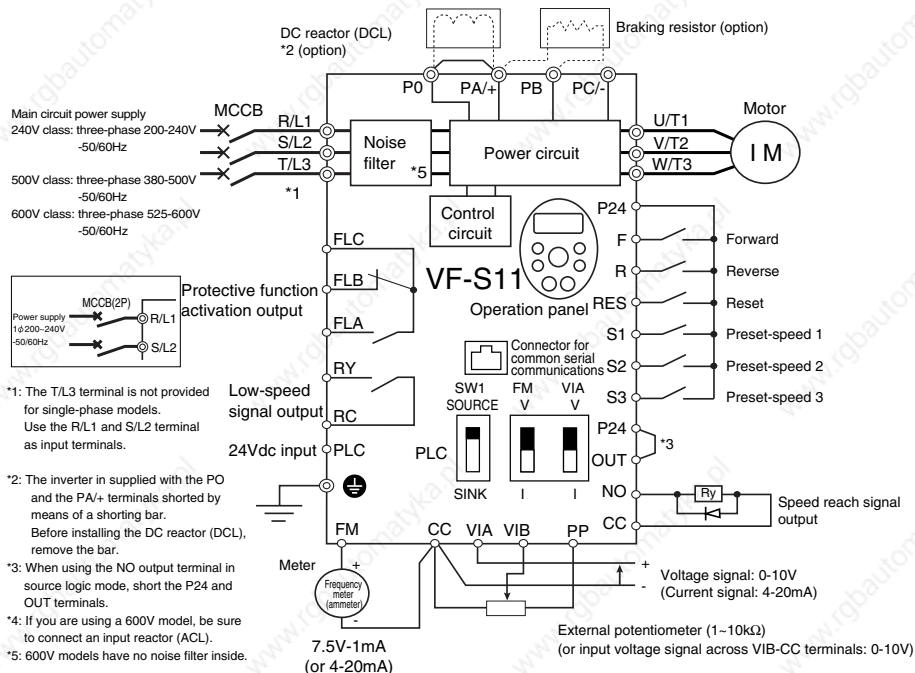 DC reactor (DCL)
*2 (option)
Braking resistor (option)
P0 PA/+ PB PC/-
Main circuit power supply
240V class: three-phase 200-240V
-50/60Hz
500V class: three-phase 380-500V
-50/60Hz
600V class: three-phase 525-600V
-50/60Hz
MCCB
R/L1
S/L2
T/L3
*1
Noise
filter
*5
Power circuit
Control
circuit
U/T1
V/T2
W/T3
Motor
I M
MCCB(2P)
Power supply
1ϕ200~240V
-50/60Hz
R/L1
S/L2
Protective function
activation output
FLC
FLB
FLA
Low-speed
signal output
RY
RC
24Vdc input
PLC
VF-S11
Operation panel
Connector for
common serial
communications
SW1
SOURCE
PLC
SINK
FM
V
I
VIA
V
I
P24
F Forward
R Reverse
RES Reset
S1 Preset-speed 1
S2 Preset-speed 2
S3 Preset-speed 3
P24
OUT
*3
NO
CC
Ry
Speed reach signal
output
FM CC VIA VIB PP
Meter
+
Frequency
meter
(ammeter)
-
7.5V-1mA
(or 4-20mA)
+
-
Voltage signal: 0-10V
(Current signal: 4-20mA)
External potentiometer (1~10kΩ)
(or input voltage signal across VIB-CC terminals: 0-10V)
*1: The T/L3 terminal is not provided
for single-phase models.
Use the R/L1 and S/L2 terminal
as input terminals.
*2: The inverter in supplied with the PO
and the PA/+ terminals shorted by
means of a shorting bar.
Before installing the DC reactor (DCL),
remove the bar.
*3: When using the NO output terminal in
source logic mode, short the P24 and
OUT terminals.
*4: If you are using a 600V model, be sure
to connect an input reactor (ACL).
*5: 600V models have no noise filter inside.
www.rgbautomatyka.pl